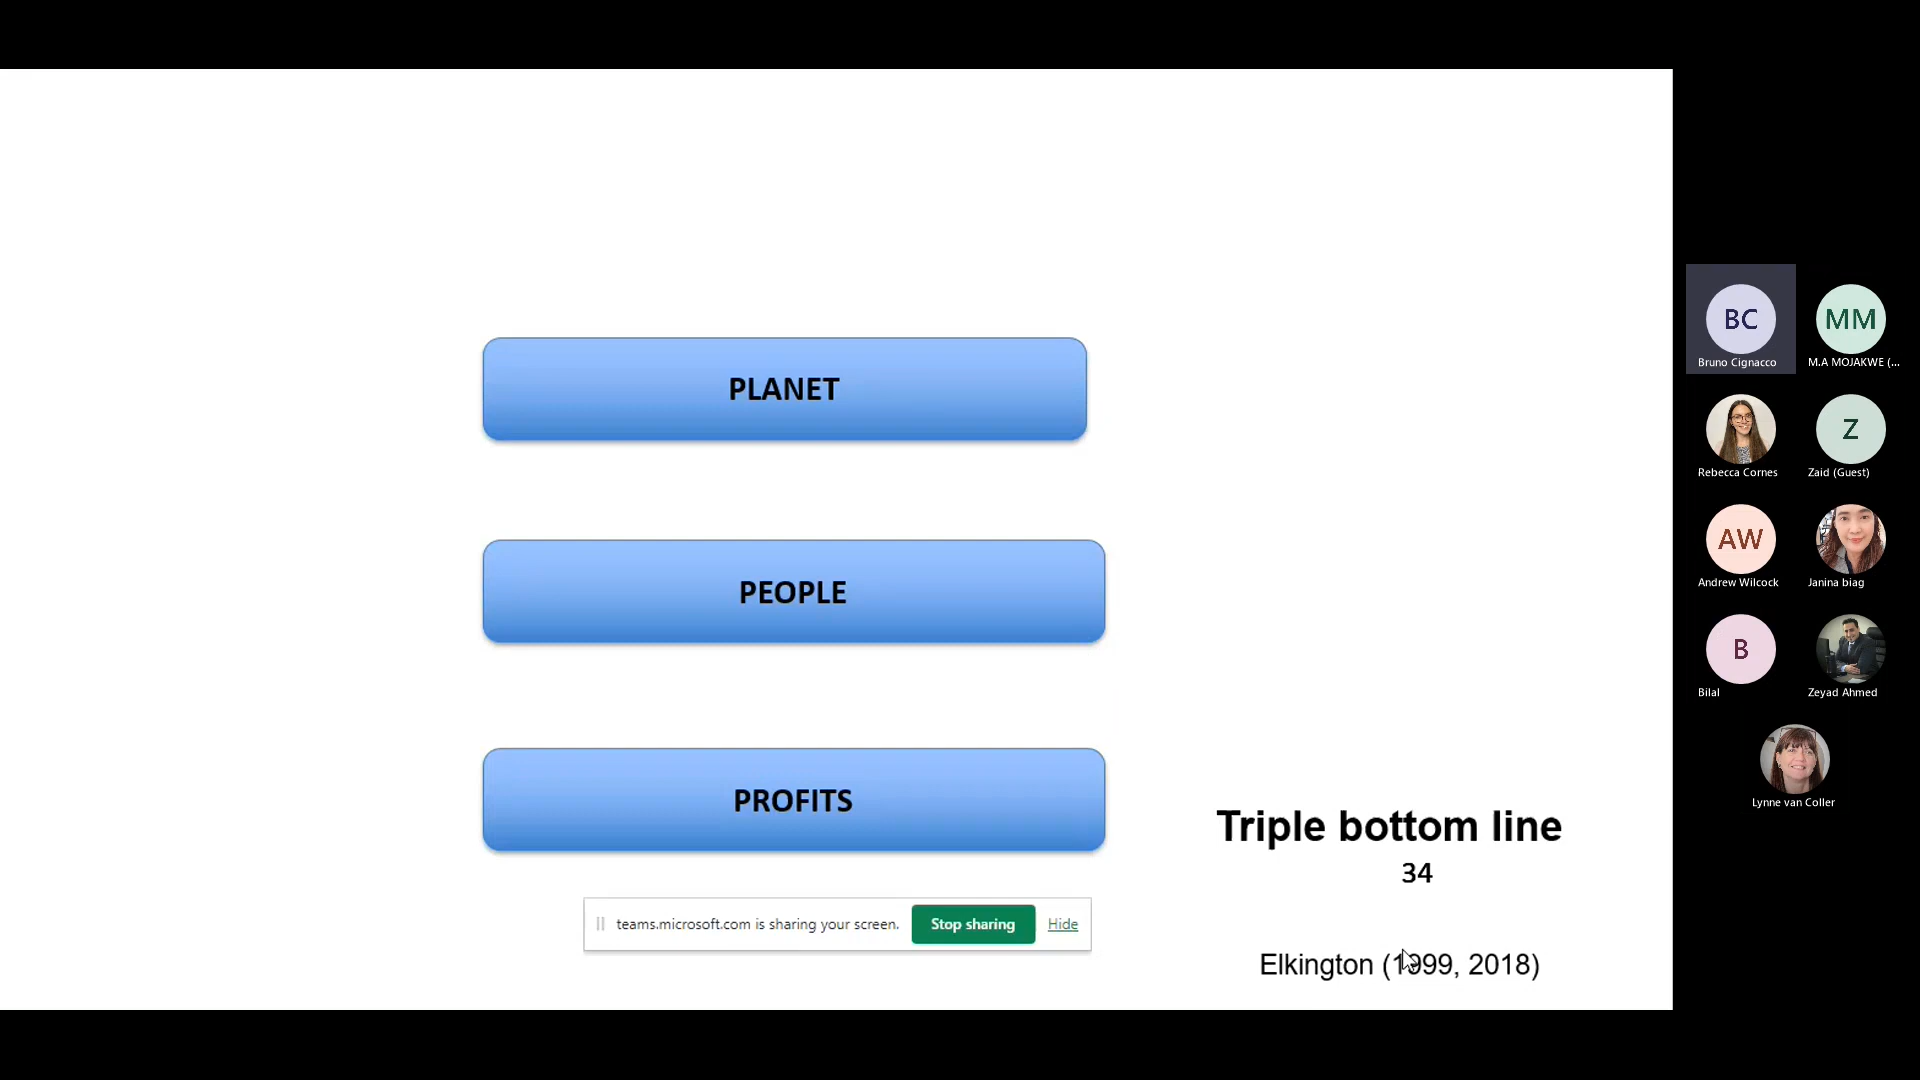 PLANET
PEOPLE
PROFITS
Triple bottom line
34
teams.microsoft.com is sharing your screen. Stop sharing Hide
Elkington (1999, 2018)
BC MM
Bruno Cignacco M.A MOJAKWE (...
Z
Rebecca Cornes Zaid (Guest)
AW
Andrew Wilcock Janina biag
B
Bilal Zeyad Ahmed
Lynne van Coller